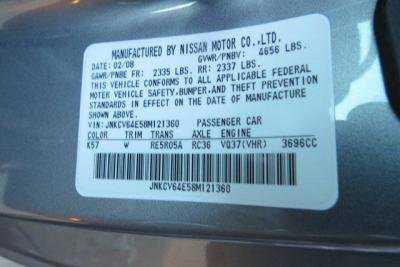 MANUFACTURED BY NISSAN MOTOR CO.,LTD.
DATE: 02/08 GVWR/PNBV: 4656 LBS.
GAWR/PNBE FR: 2335 LBS. RR: 2337 LBS.
THIS VEHICLE CONFORMS TO ALL APPLICABLE FEDERAL
MOTOR VEHICLE SAFETY, BUMPER, AND THEFT PREVENTION
STANDARDS IN EFFECT ON THE DATE OF MANUFACTURE
SHOWN ABOVE.
VIN: JNKCV64E58M121360 PASSENGER CAR
COLOR TRIM TRANS AXLE ENGINE
K57 W RE5R05A RC36 VQ37(VHR) 3696CC
JNKCV64E58M121360